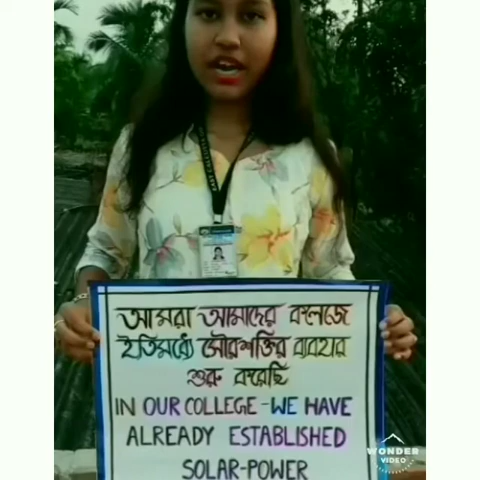 আমরা আমাদের কলেজে
ইতিমধ্যে সৌরশক্তির ব্যবহার
শুরু করেছি
IN OUR COLLEGE-WE HAVE
ALREADY ESTABLISHED
SOLAR-POWER
WONDER
VIDEO